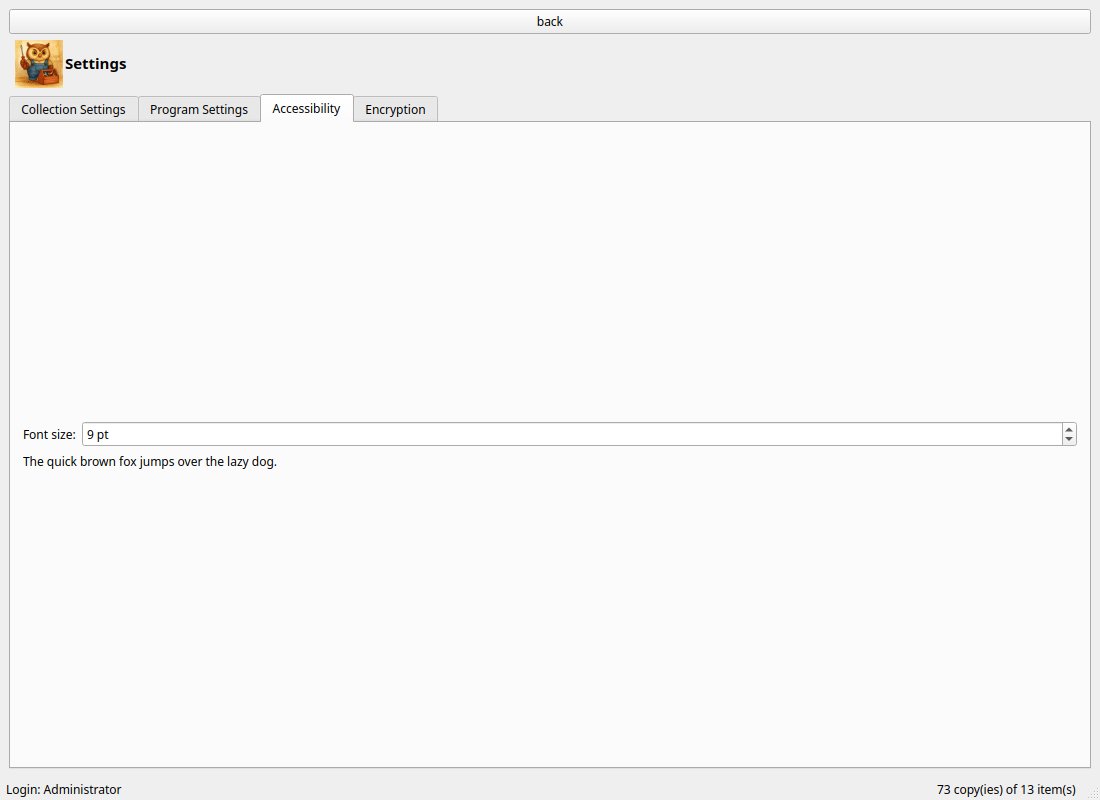 back
Settings
Collection Settings Program Settings Accessibility Encryption
Font size: 9 pt
The quick brown fox jumps over the lazy dog.
Login: Administrator 73 copy(ies) of 13 item(s)